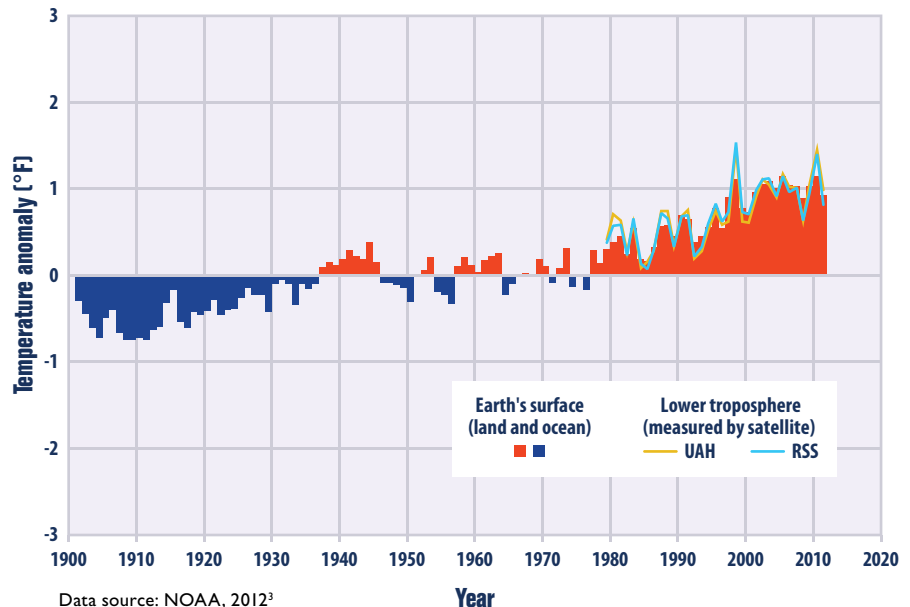 3
2
1
0
-1
-2
-3
Temperature anomaly (°F)
Earth's surface
(land and ocean)
Lower troposphere
(measured by satellite)
UAH
RSS
1900 1910 1920 1930 1940 1950 1960 1970 1980 1990 2000 2010 2020
Year
Data source: NOAA, 2012³